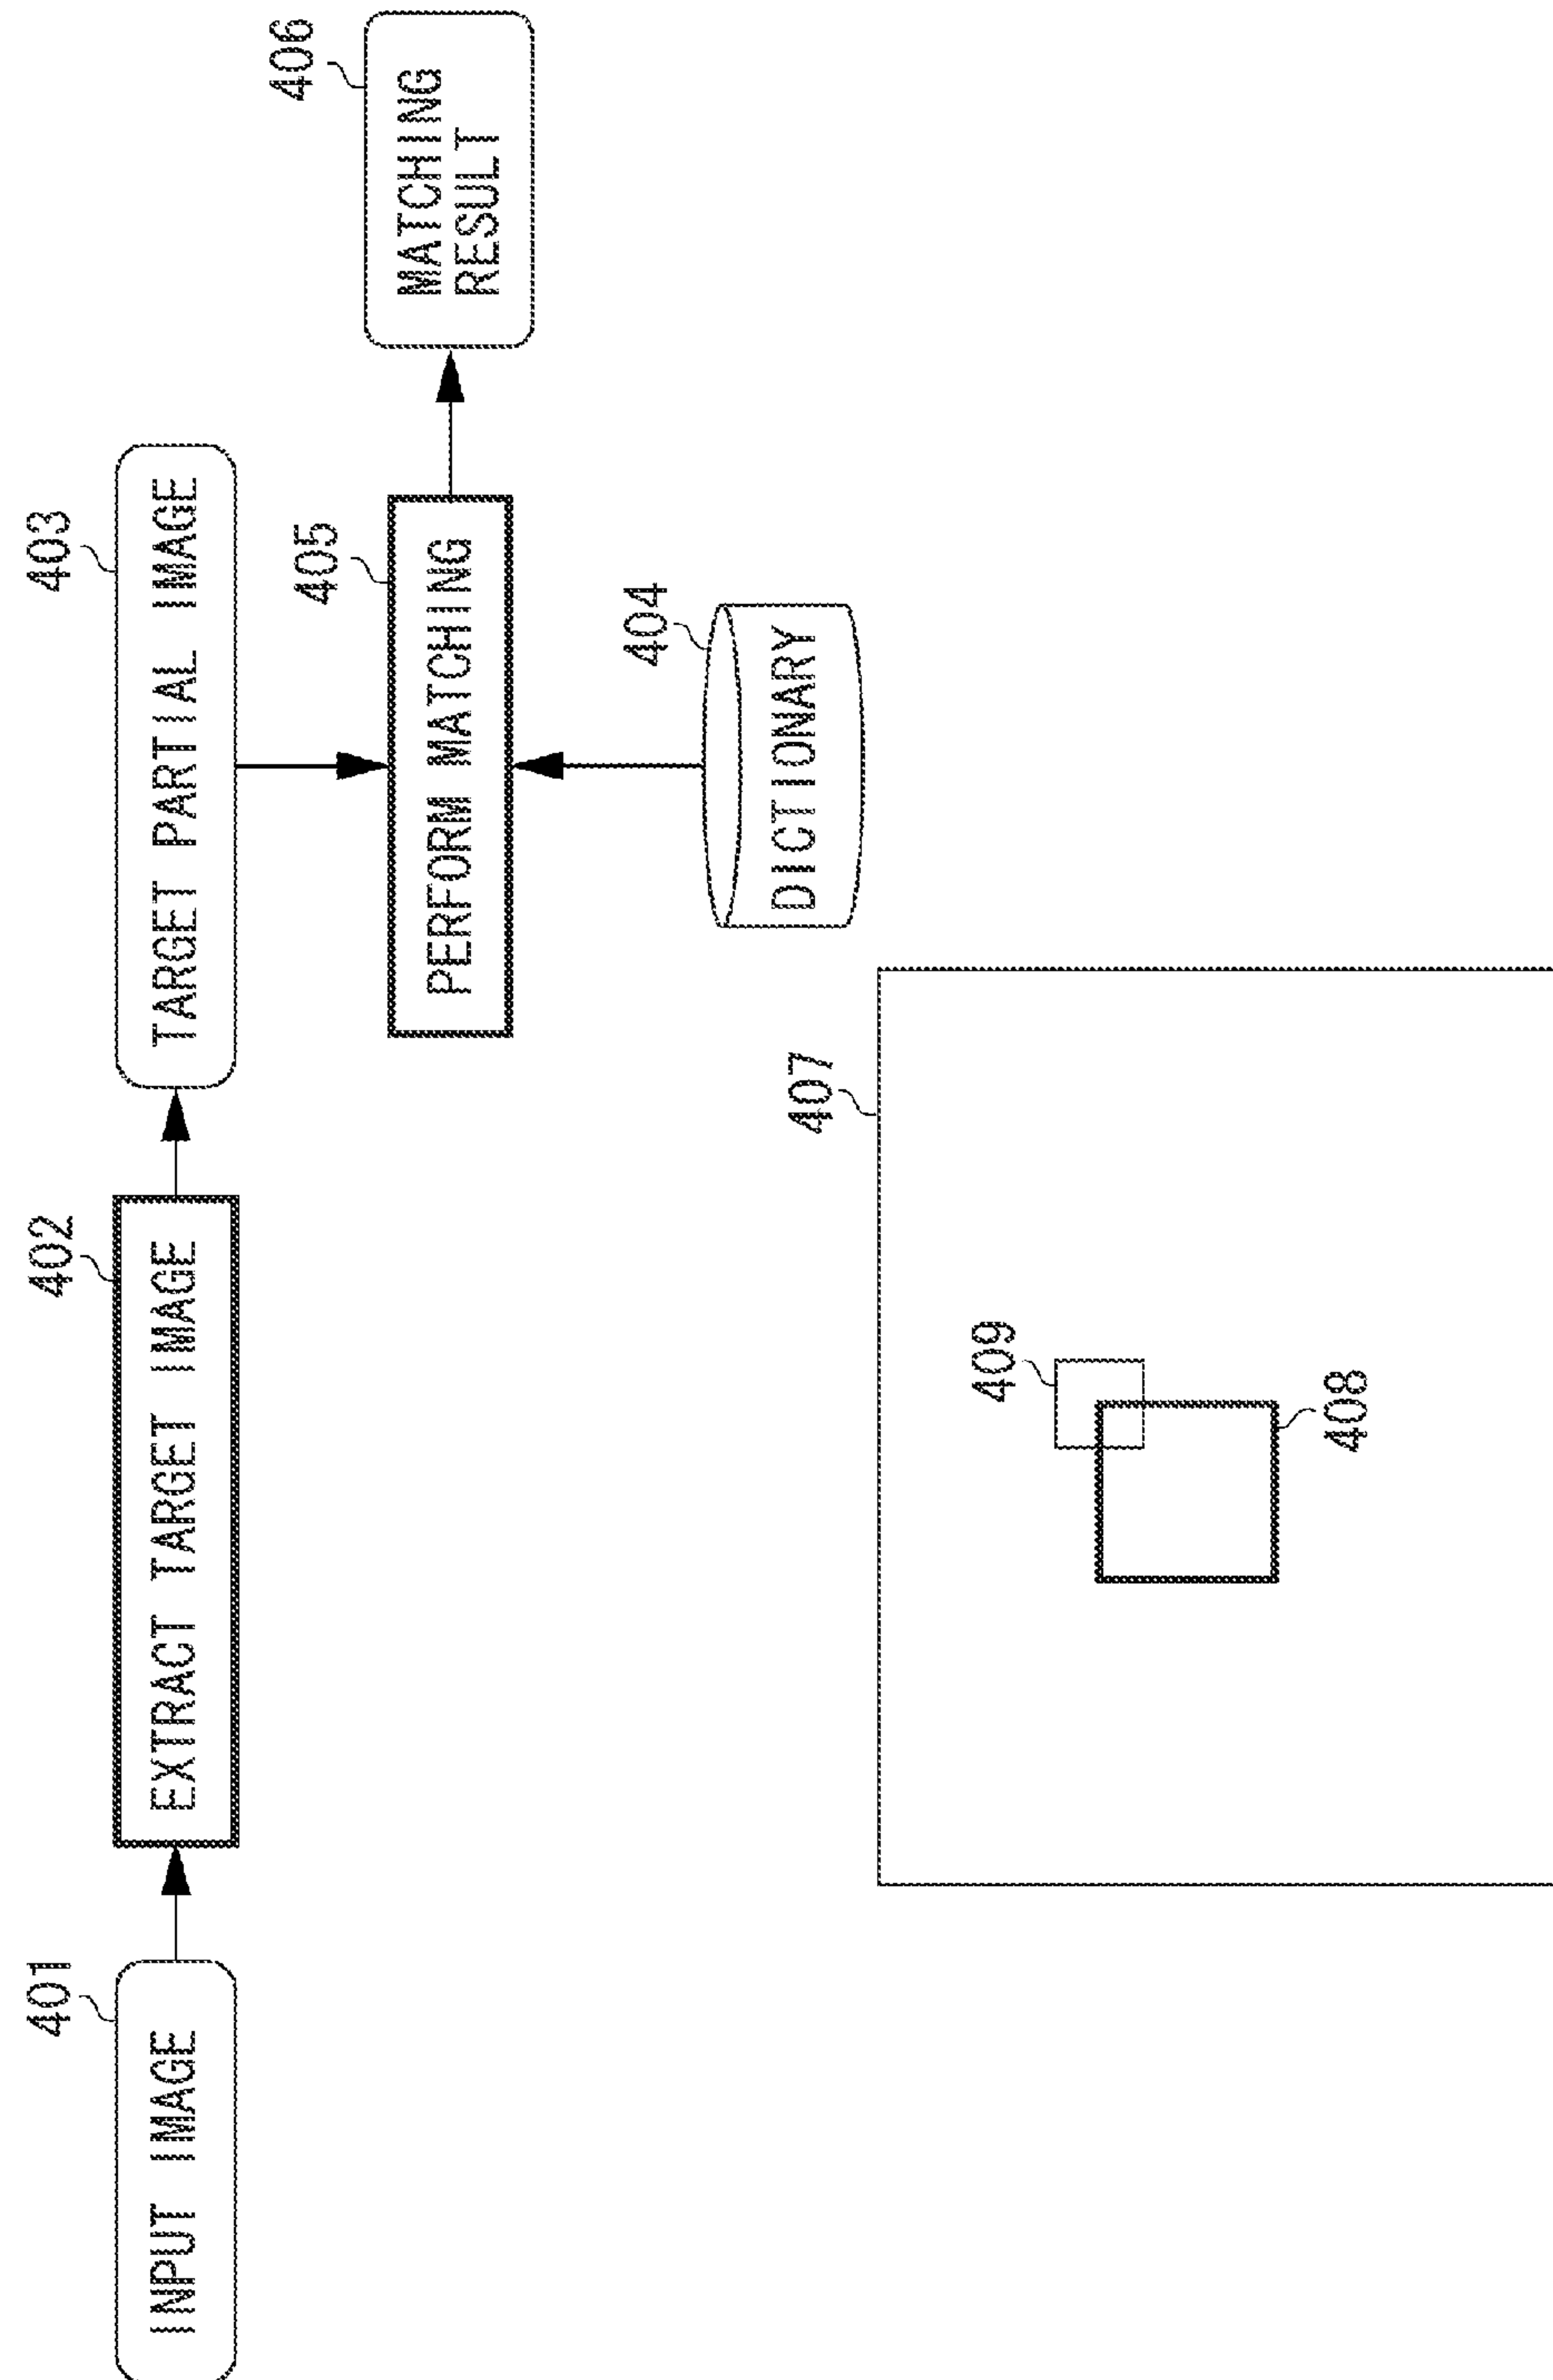 401
INPUT IMAGE
402
EXTRACT TARGET IMAGE
403
TARGET PARTIAL IMAGE
405
PERFORM MATCHING
404
DICTIONARY
406
MATCHING
RESULT
407
409
408